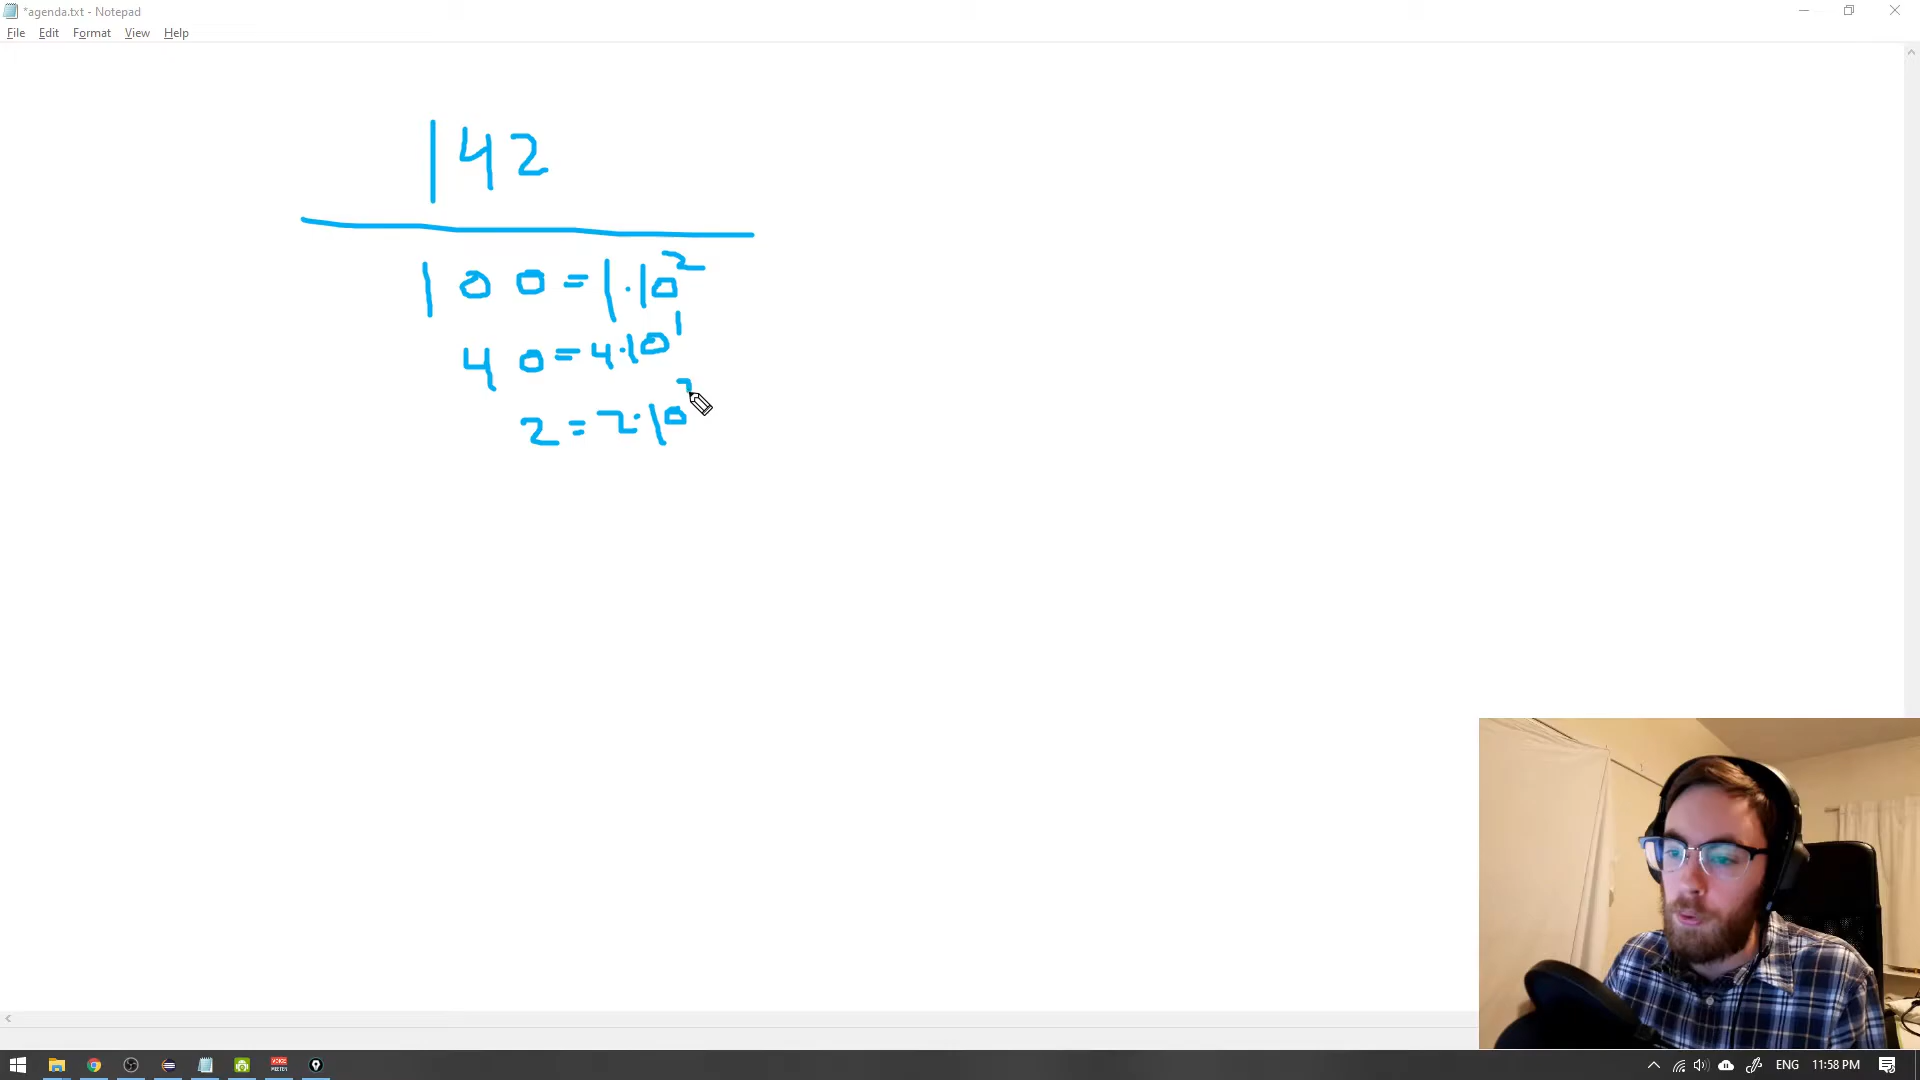 *agenda.txt - Notepad
File Edit Format View Help
142
100=1·10²
40=4·10¹
2=2·10
ENG 11:58 PM